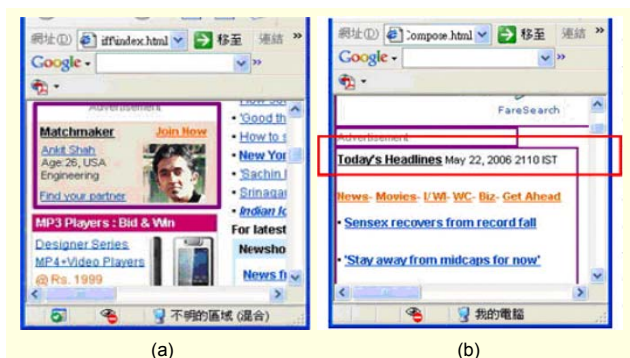 網址(D) iff\index.html 移至 連結 »
Google - »
Advertisement
Matchmaker Join Now
Ankit Shah
Age:26, USA
Engineering
Find your partner
MP3 Players : Bid & Win
Designer Series
MP4+Video Players
@ Rs. 1999
• 'Good th
• How to s
• New Yor
• 'Sachin I
• Srinagar
• Indian Ic
For latest
Newsho
News fr
不明的區域 (混合)
(a)
網址(D) Compose.html 移至 連結 »
Google - »
FareSearch
Advertisement
Today's Headlines May 22, 2006 2110 IST
News- Movies- I/WI- WC- Biz- Get Ahead
• Sensex recovers from record fall
• 'Stay away from midcaps for now'
我的電腦
(b)